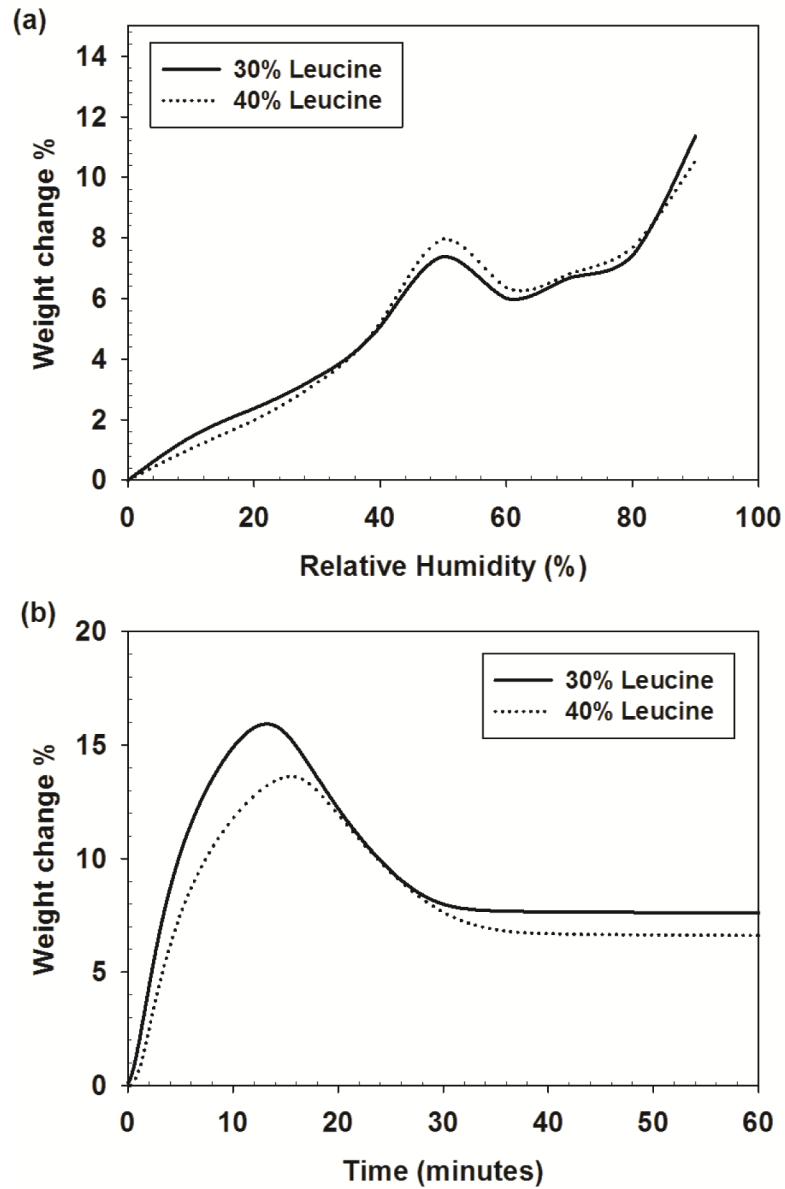 (a)
14
12
10
8
6
4
2
0
Weight change %
30% Leucine
40% Leucine
0 20 40 60 80 100
Relative Humidity (%)
(b)
20
15
10
5
0
Weight change %
30% Leucine
40% Leucine
0 10 20 30 40 50 60
Time (minutes)